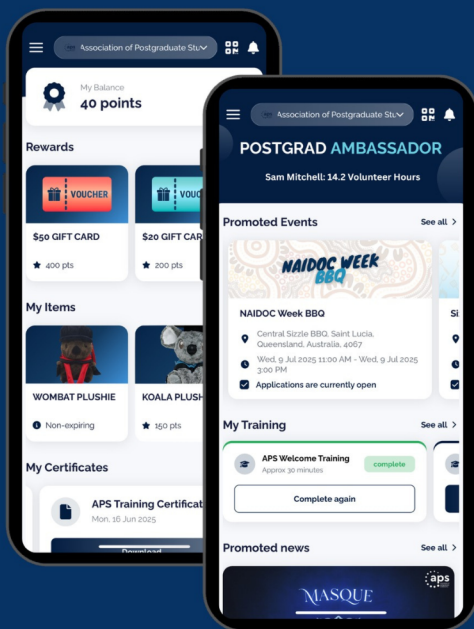 Association of Postgraduate Stu
My Balance
40 points
Rewards
VOUCHER
VOUC
$50 GIFT CARD
$20 GIFT CAR
400 pts
200 pts
My Items
WOMBAT PLUSHIE
KOALA PLUSH
Non-expiring
150 pts
My Certificates
APS Training Certificat
Mon, 16 Jun 2025
Download
Association of Postgraduate Stu
POSTGRAD AMBASSADOR
Sam Mitchell: 14.2 Volunteer Hours
Promoted Events
See all
NAIDOC WEEK
BBQ
NAIDOC Week BBQ
Si
Central Sizzle BBQ, Saint Lucia,
Queensland, Australia, 4067
Wed, 9 Jul 2025 11:00 AM - Wed, 9 Jul 2025
3:00 PM
Applications are currently open
My Training
See all
APS Welcome Training
Approx 30 minutes
complete
Complete again
Promoted news
See all
aps
MASQUE